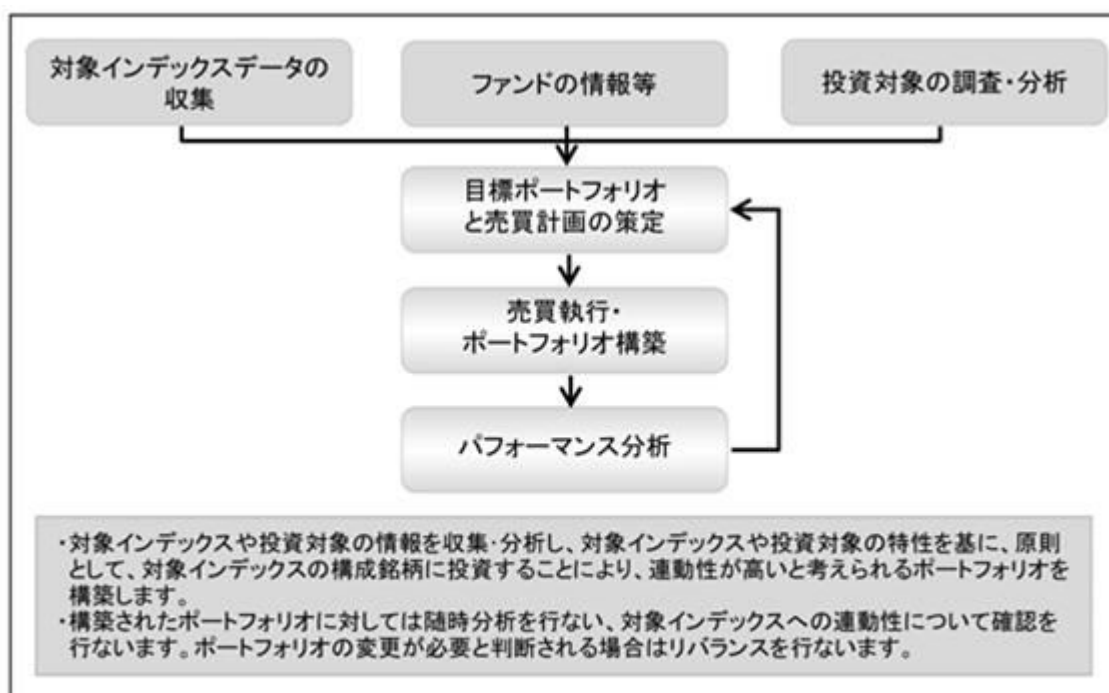 対象インデックスデータの
収集
ファンドの情報等
投資対象の調査・分析
目標ポートフォリオ
と売買計画の策定
売買執行・
ポートフォリオ構築
パフォーマンス分析
・対象インデックスや投資対象の情報を収集・分析し、対象インデックスや投資対象の特性を基に、原則
として、対象インデックスの構成銘柄に投資することにより、連動性が高いと考えられるポートフォリオを
構築します。
・構築されたポートフォリオに対しては随時分析を行ない、対象インデックスへの連動性について確認を
行ないます。ポートフォリオの変更が必要と判断される場合はリバランスを行ないます。